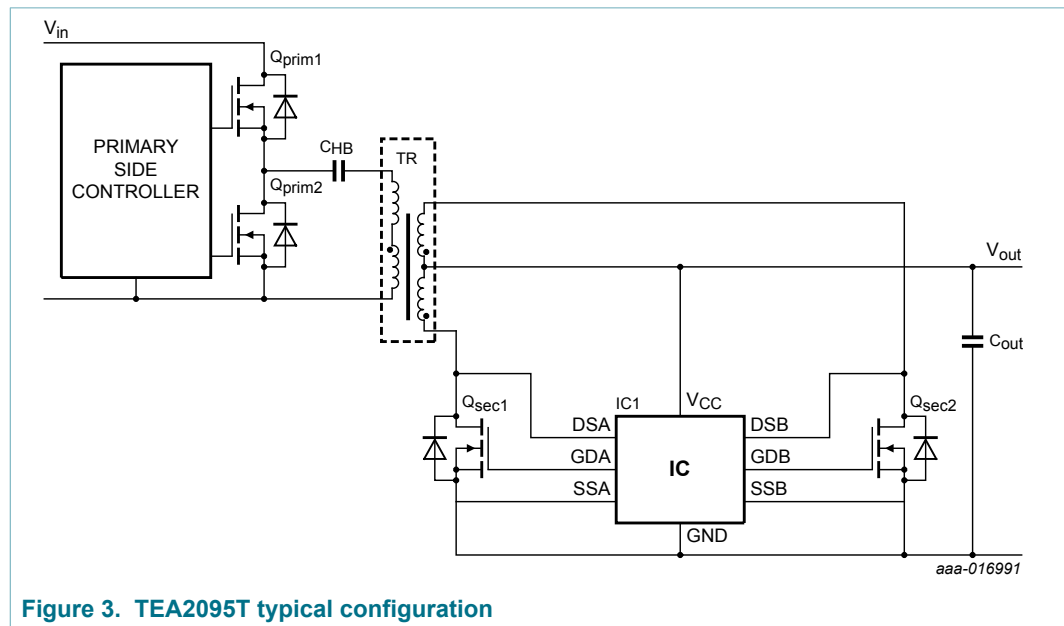 Vin
Qprim1
PRIMARY
SIDE
CONTROLLER
CHB
TR
Qprim2
Vout
Cout
Qsec1
IC1
VCC
Qsec2
DSA
DSB
GDA
IC
GDB
SSA
SSB
GND
aaa-016991
Figure 3. TEA2095T typical configuration